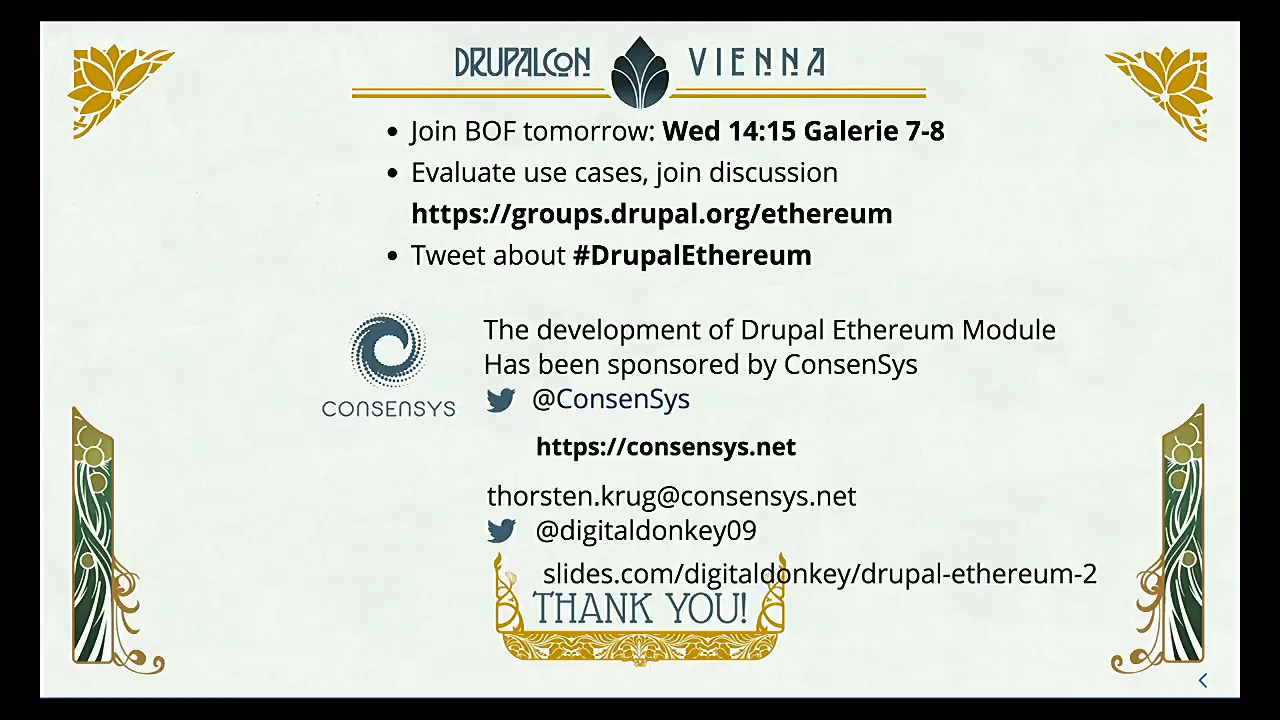 DRUPALCON VIENNA
Join BOF tomorrow: Wed 14:15 Galerie 7-8
Evaluate use cases, join discussion
https://groups.drupal.org/ethereum
Tweet about #DrupalEthereum
The development of Drupal Ethereum Module
Has been sponsored by ConsenSys
CONSENSYS
@ConsenSys
https://consensys.net
thorsten.krug@consensys.net
@digitaldonkey09
slides.com/digitaldonkey/drupal-ethereum-2
THANK YOU!